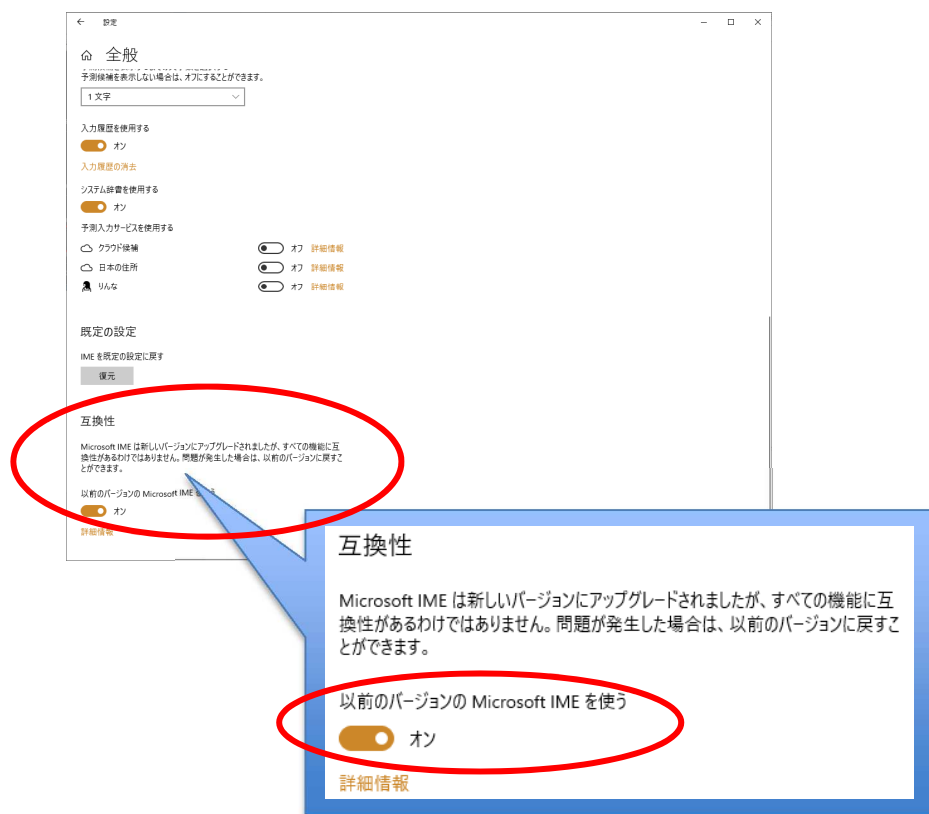 設定
全般
予測候補を表示しない場合は、オフにすることができます。
1 文字
入力履歴を使用する
オン
入力履歴の消去
システム辞書を使用する
オン
予測入力サービスを使用する
クラウド候補 オフ 詳細情報
日本の住所 オフ 詳細情報
りんな オフ 詳細情報
既定の設定
IME を既定の設定に戻す
復元
互換性
Microsoft IME は新しいバージョンにアップグレードされましたが、すべての機能に互
換性があるわけではありません。問題が発生した場合は、以前のバージョンに戻すこ
とができます。
以前のバージョンの Microsoft IME を使う
オン
詳細情報
互換性
Microsoft IME は新しいバージョンにアップグレードされましたが、すべての機能に互
換性があるわけではありません。問題が発生した場合は、以前のバージョンに戻すこ
とができます。
以前のバージョンの Microsoft IME を使う
オン
詳細情報